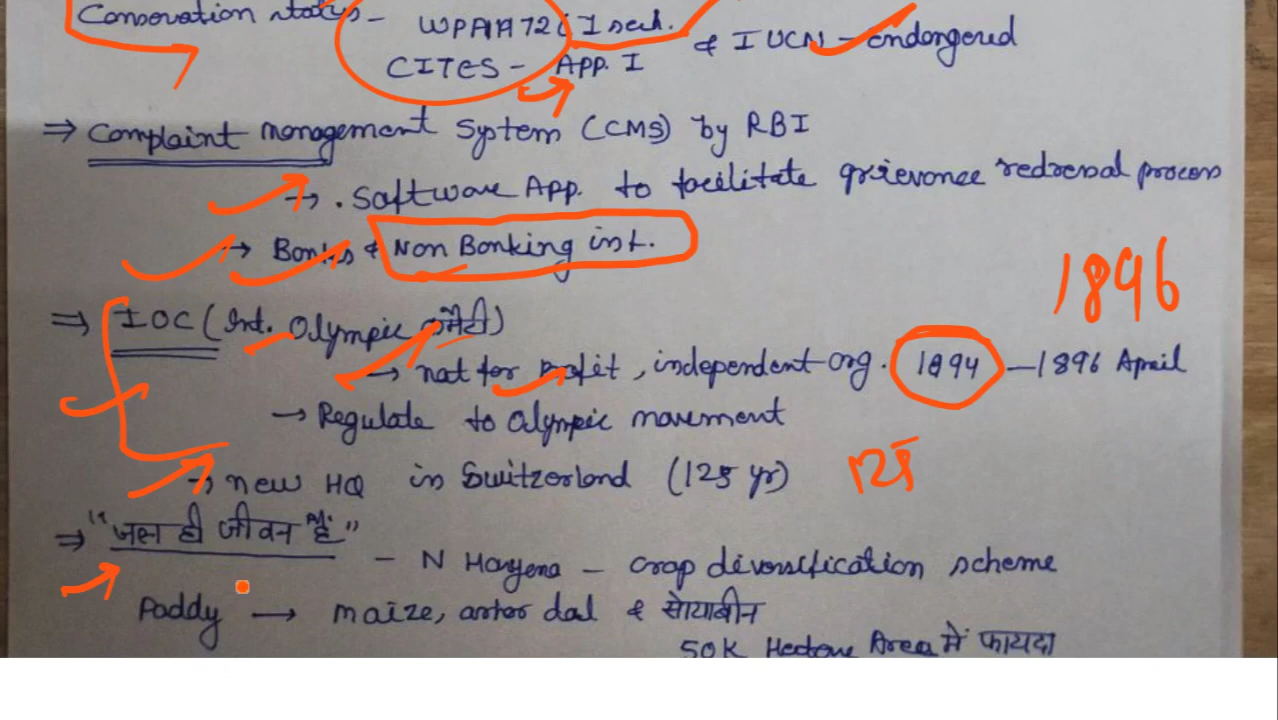 Conservation status - WPA 1972 (I sch. & IUCN - endangered
CITES - APP. I
⇒ Complaint management System (CMS) by RBI
→ . Software App. to facilitate grievance redressal process
→ Banks & Non Banking inst.
1896
⇒ IOC (Int. Olympic कमेटी)
→ not for profit, independent org. 1894 - 1896 April
→ Regulate to Olympic movement
→ new HQ in Switzerland (125 yr) 125
⇒ "जल ही जीवन है" - N Haryana - crop diversification scheme
Paddy → maize, arhar dal & सोयाबीन
50K Hectare Area में फायदा